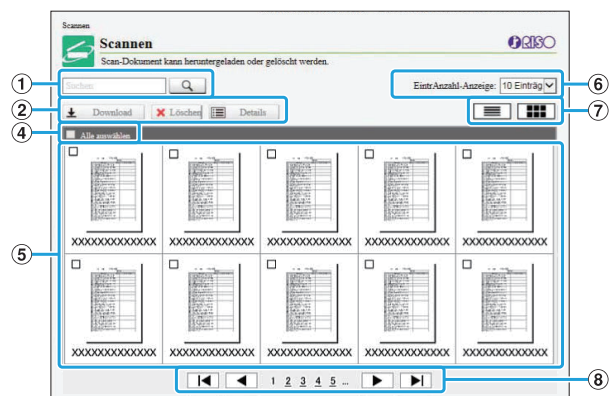 Scannen
Scannen
RISO
Scan-Dokument kann heruntergeladen oder gelöscht werden.
1
Suchen
EintrAnzahl-Anzeige: 10 Einträg
6
2
Download
Löschen
Details
7
4
Alle auswählen
5
XXXXXXXXXXXXX XXXXXXXXXXXXX XXXXXXXXXXXXX XXXXXXXXXXXXX XXXXXXXXXXXXX
XXXXXXXXXXXXX XXXXXXXXXXXXX XXXXXXXXXXXXX XXXXXXXXXXXXX XXXXXXXXXXXXX
1 2 3 4 5 ...
8